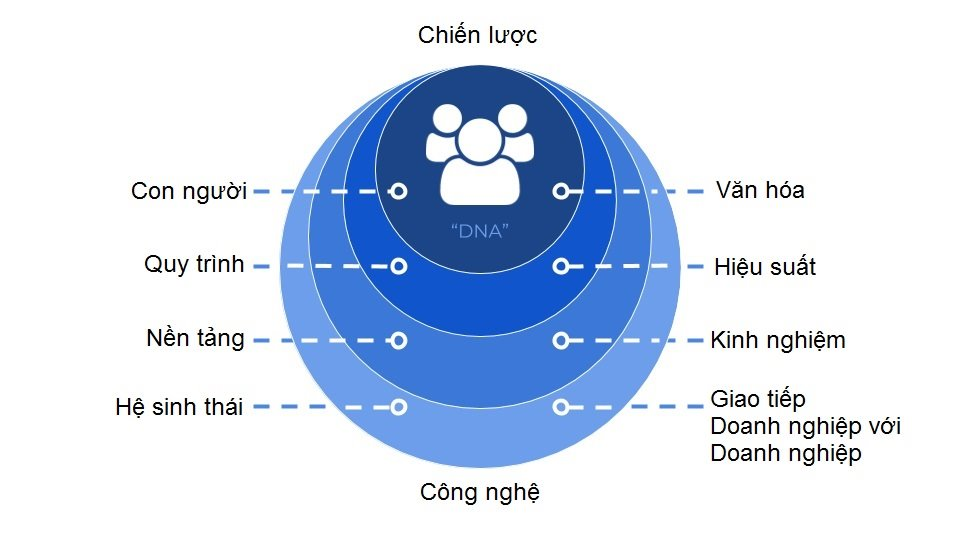 Chiến lược
Con người
Văn hóa
“DNA”
Quy trình
Hiệu suất
Nền tảng
Kinh nghiệm
Hệ sinh thái
Giao tiếp
Doanh nghiệp với
Doanh nghiệp
Công nghệ